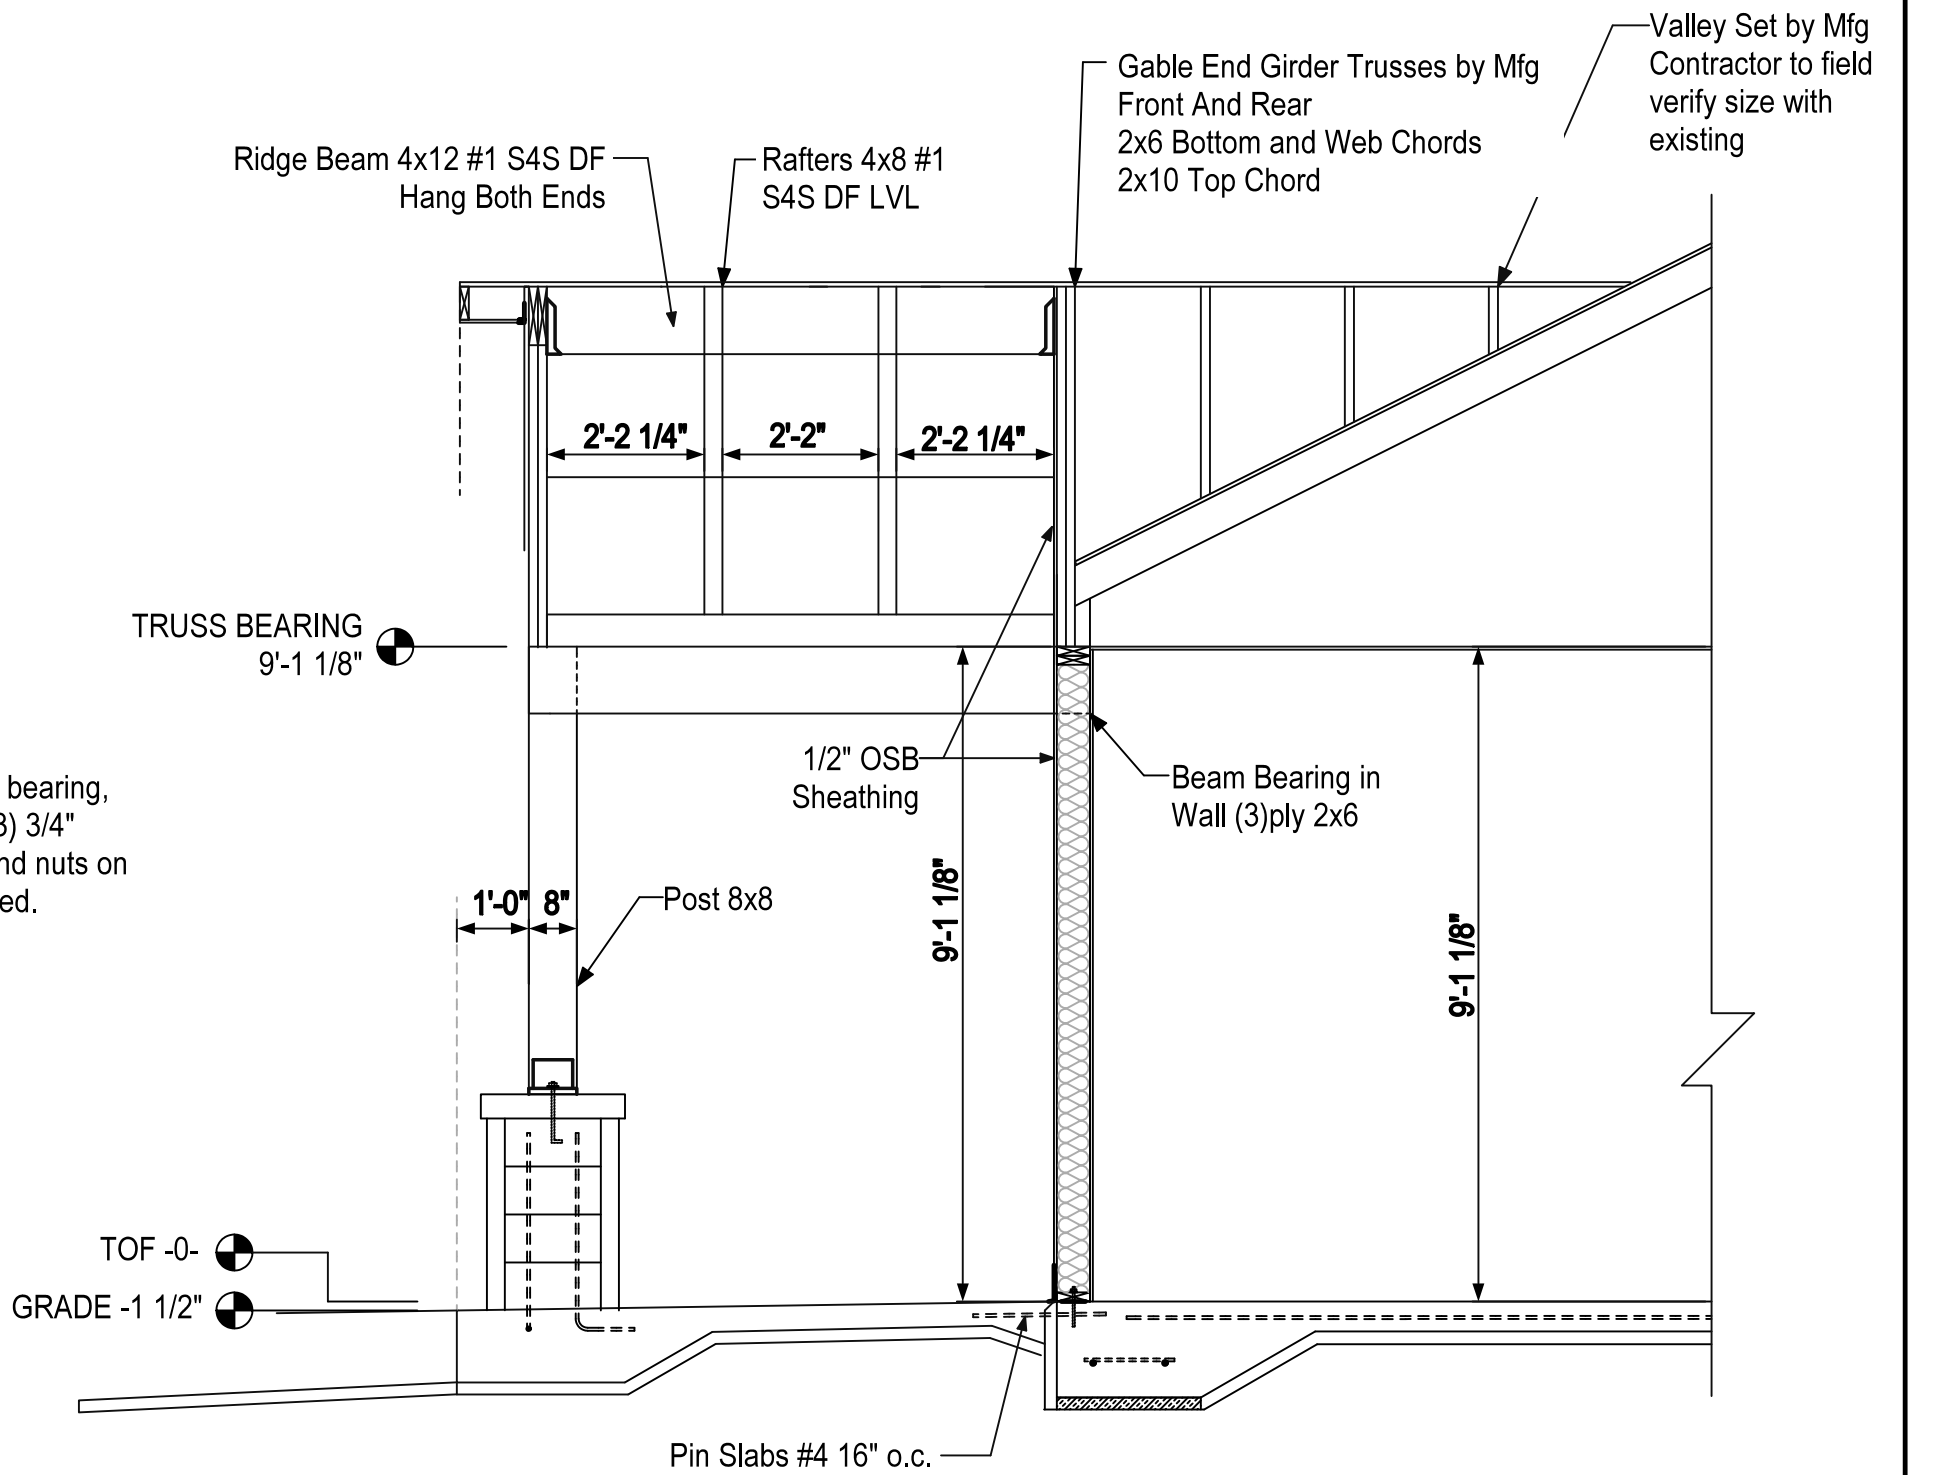 Valley Set by Mfg
Contractor to field
verify size with
existing
Gable End Girder Trusses by Mfg
Front And Rear
2x6 Bottom and Web Chords
2x10 Top Chord
Ridge Beam 4x12 #1 S4S DF
Hang Both Ends
Rafters 4x8 #1
S4S DF LVL
2'-2 1/4"
2'-2"
2'-2 1/4"
TRUSS BEARING
9'-1 1/8"
1/2" OSB
Sheathing
Beam Bearing in
Wall (3)ply 2x6
bearing,
3) 3/4"
nuts on
1'-0"
8"
Post 8x8
9'-1 1/8"
9'-1 1/8"
TOF -0-
GRADE -1 1/2"
Pin Slabs #4 16" o.c.